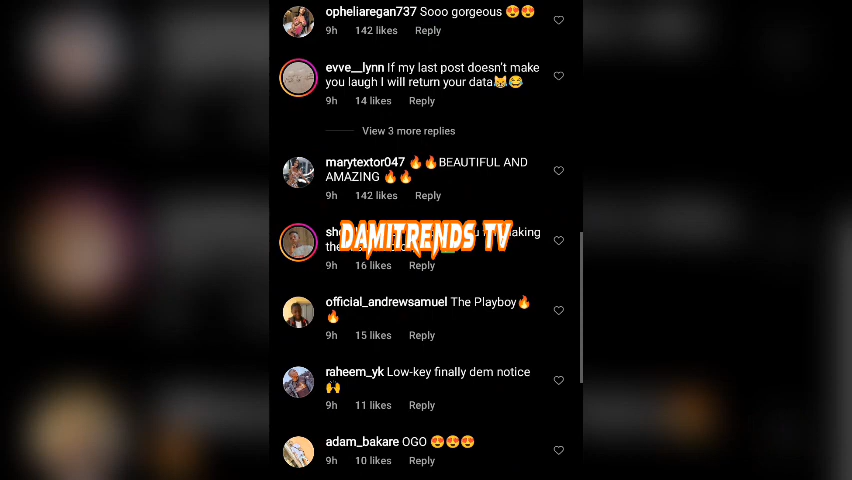 opheliaregan737 Sooo gorgeous 😍😍
9h 142 likes Reply
evve__lynn If my last post doesn't make
you laugh I will return your data😹😂
9h 14 likes Reply
View 3 more replies
marytextor047 🔥🔥BEAUTIFUL AND
AMAZING 🔥🔥
9h 142 likes Reply
DAMITRENDS TV
9h 16 likes Reply
official_andrewsamuel The Playboy🔥
🔥
9h 15 likes Reply
raheem_yk Low-key finally dem notice
🙌
9h 11 likes Reply
adam_bakare OGO 😍😍😍
9h 10 likes Reply